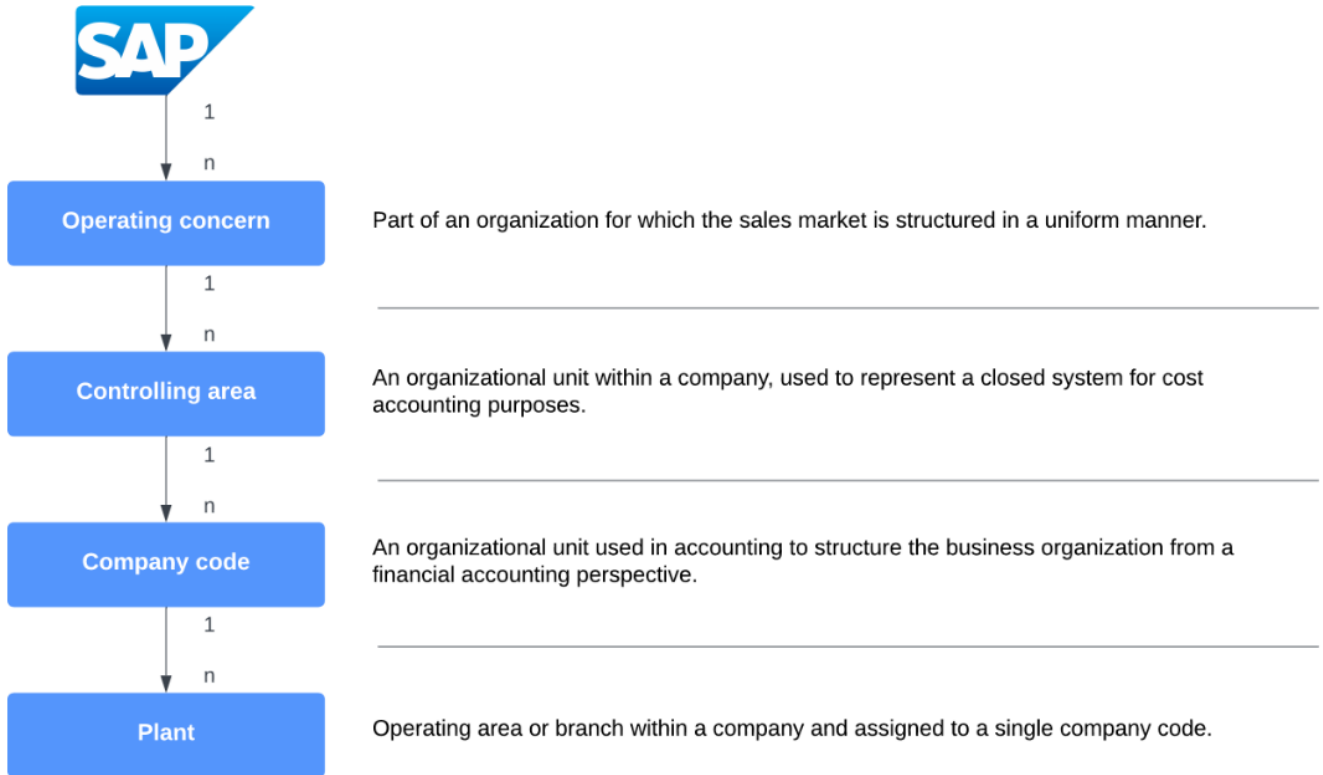 SAP
1
n
Operating concern
Part of an organization for which the sales market is structured in a uniform manner.
1
n
Controlling area
An organizational unit within a company, used to represent a closed system for cost
accounting purposes.
1
n
Company code
An organizational unit used in accounting to structure the business organization from a
financial accounting perspective.
1
n
Plant
Operating area or branch within a company and assigned to a single company code.